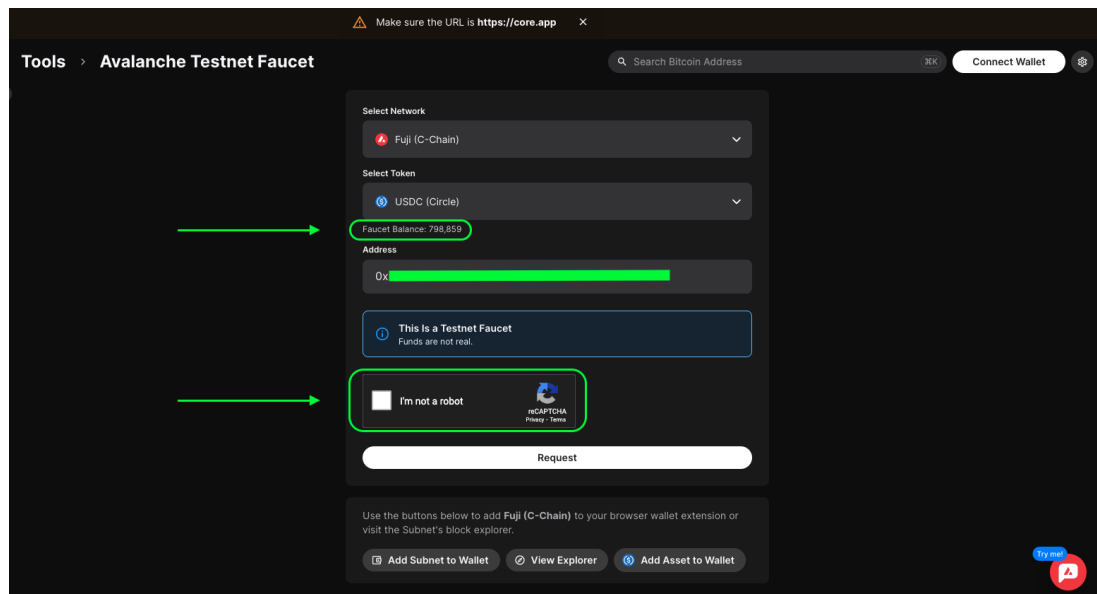 Make sure the URL is https://core.app
Tools > Avalanche Testnet Faucet
Search Bitcoin Address
⌘K
Connect Wallet
Select Network
Fuji (C-Chain)
Select Token
USDC (Circle)
Faucet Balance: 798,859
Address
0x
This Is a Testnet Faucet
Funds are not real.
I'm not a robot
reCAPTCHA
Privacy - Terms
Request
Use the buttons below to add Fuji (C-Chain) to your browser wallet extension or
visit the Subnet's block explorer.
Add Subnet to Wallet
View Explorer
Add Asset to Wallet
Try me!